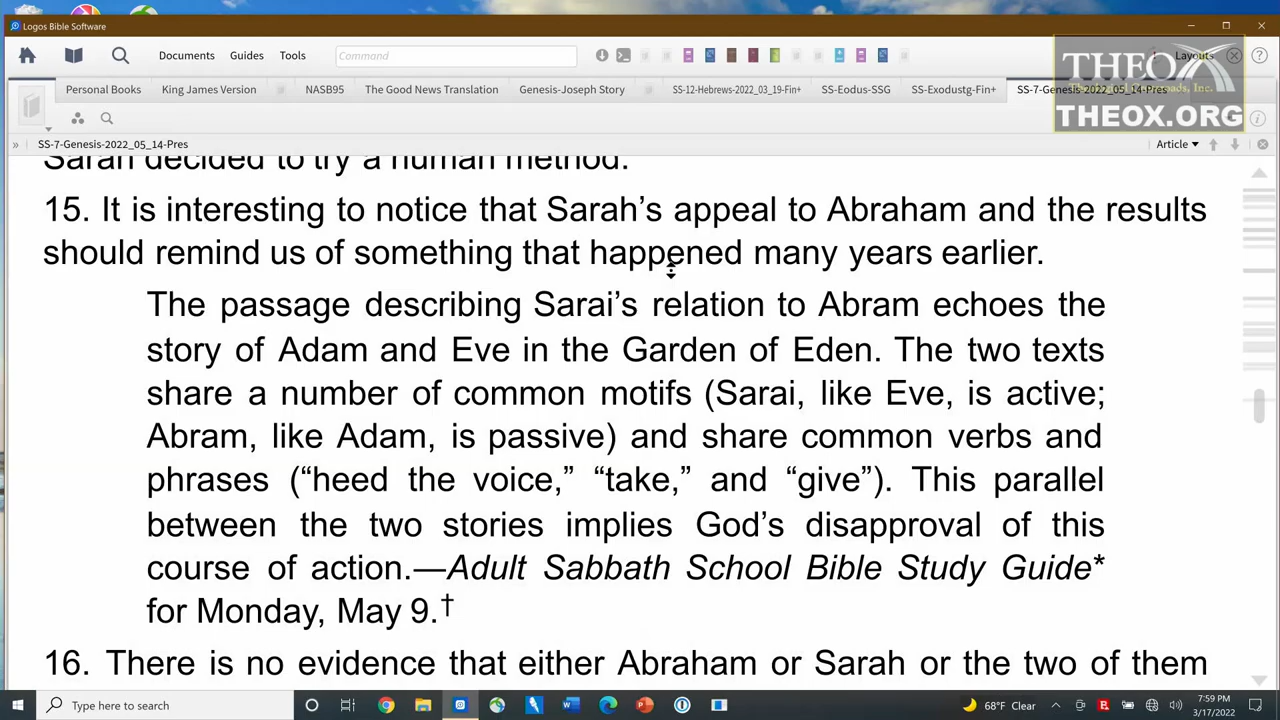 Logos Bible Software
Documents Guides Tools Command Layouts
THEOX
THEOX.ORG
Personal Books King James Version NASB95 The Good News Translation Genesis-Joseph Story SS-12-Hebrews-2022_03_19-Fin+ SS-Eodus-SSG SS-Exodustg-Fin+ SS-7-Genesis-2022_05_14-Pres
SS-7-Genesis-2022_05_14-Pres Article
Sarah decided to try a human method.
15. It is interesting to notice that Sarah’s appeal to Abraham and the results
should remind us of something that happened many years earlier.
The passage describing Sarai’s relation to Abram echoes the
story of Adam and Eve in the Garden of Eden. The two texts
share a number of common motifs (Sarai, like Eve, is active;
Abram, like Adam, is passive) and share common verbs and
phrases (“heed the voice,” “take,” and “give”). This parallel
between the two stories implies God’s disapproval of this
course of action.—Adult Sabbath School Bible Study Guide*
for Monday, May 9.†
16. There is no evidence that either Abraham or Sarah or the two of them
Type here to search 68°F Clear 7:59 PM
3/17/2022